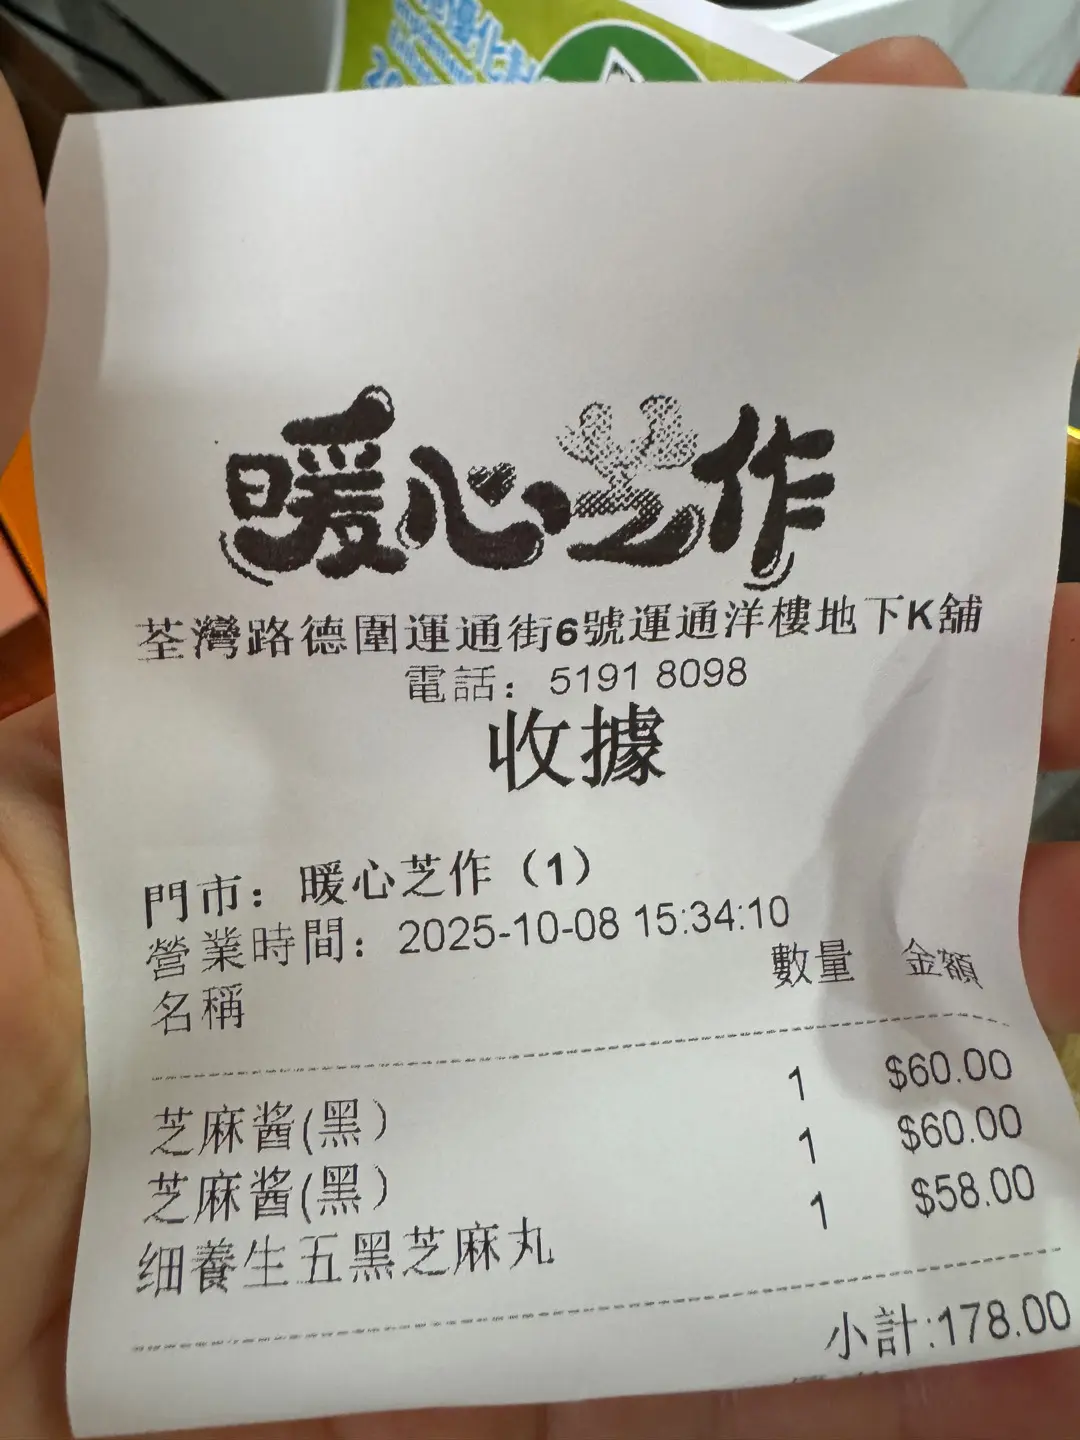 優化
暖心芝作
荃灣路德圍運通街6號運通洋樓地下K舖
電話： 5191 8098
收據
門市：暖心芝作（1）
營業時間：2025-10-08 15:34:10
名稱 數量 金額
芝麻酱(黑） 1 $60.00
芝麻酱(黑） 1 $60.00
细養生五黑芝麻丸 1 $58.00
小計:178.00